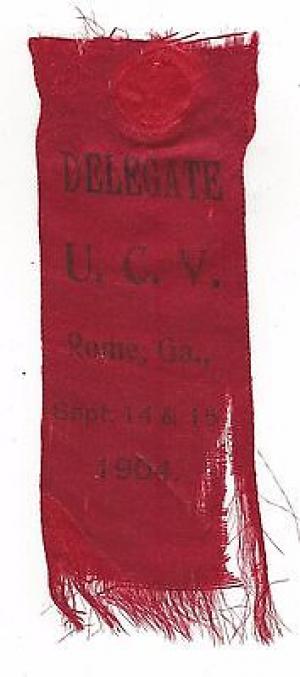 DELEGATE
U. C. V.
Rome, Ga.,
Sept. 14 & 15
1904.